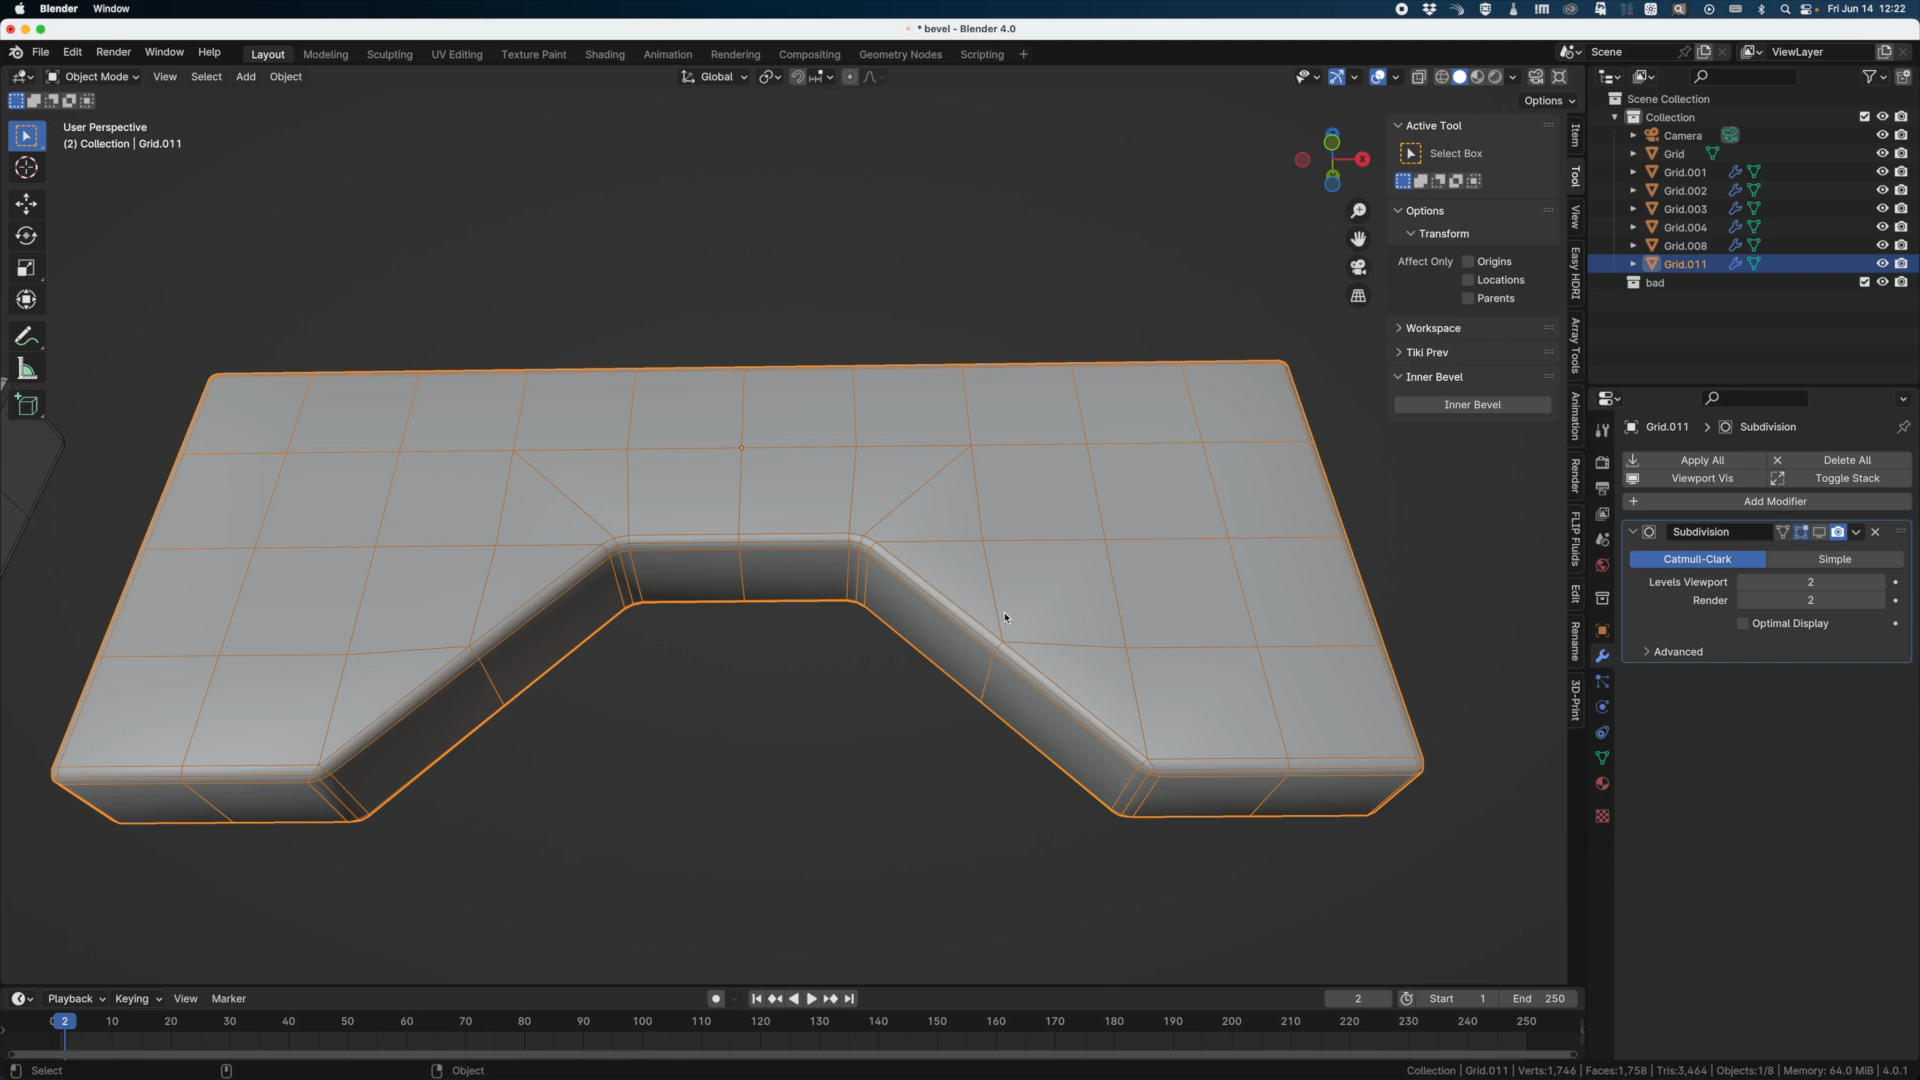 Blender Window Fri Jun 14 12:22
* bevel - Blender 4.0
File Edit Render Window Help Layout Modeling Sculpting UV Editing Texture Paint Shading Animation Rendering Compositing Geometry Nodes Scripting + Scene ViewLayer
Object Mode View Select Add Object Global
Options
User Perspective
(2) Collection | Grid.011
Active Tool
Select Box
Options
Transform
Affect Only Origins
Locations
Parents
Workspace
Tiki Prev
Inner Bevel
Inner Bevel
X
Item
Tool
View
Easy HDRI
Array Tools
Animation
Render
FLIP Fluids
Edit
Rename
3D-Print
Scene Collection
Collection
Camera
Grid
Grid.001
Grid.002
Grid.003
Grid.004
Grid.008
Grid.011
bad
Grid.011 Subdivision
Apply All Delete All
Viewport Vis Toggle Stack
Add Modifier
Subdivision
Catmull-Clark Simple
Levels Viewport 2
Render 2
Optimal Display
Advanced
Playback Keying View Marker 2 Start 1 End 250
2 10 20 30 40 50 60 70 80 90 100 110 120 130 140 150 160 170 180 190 200 210 220 230 240 250
Select Object Collection | Grid.011 | Verts:1,746 | Faces:1,758 | Tris:3,464 | Objects:1/8 | Memory: 64.0 MiB | 4.0.1